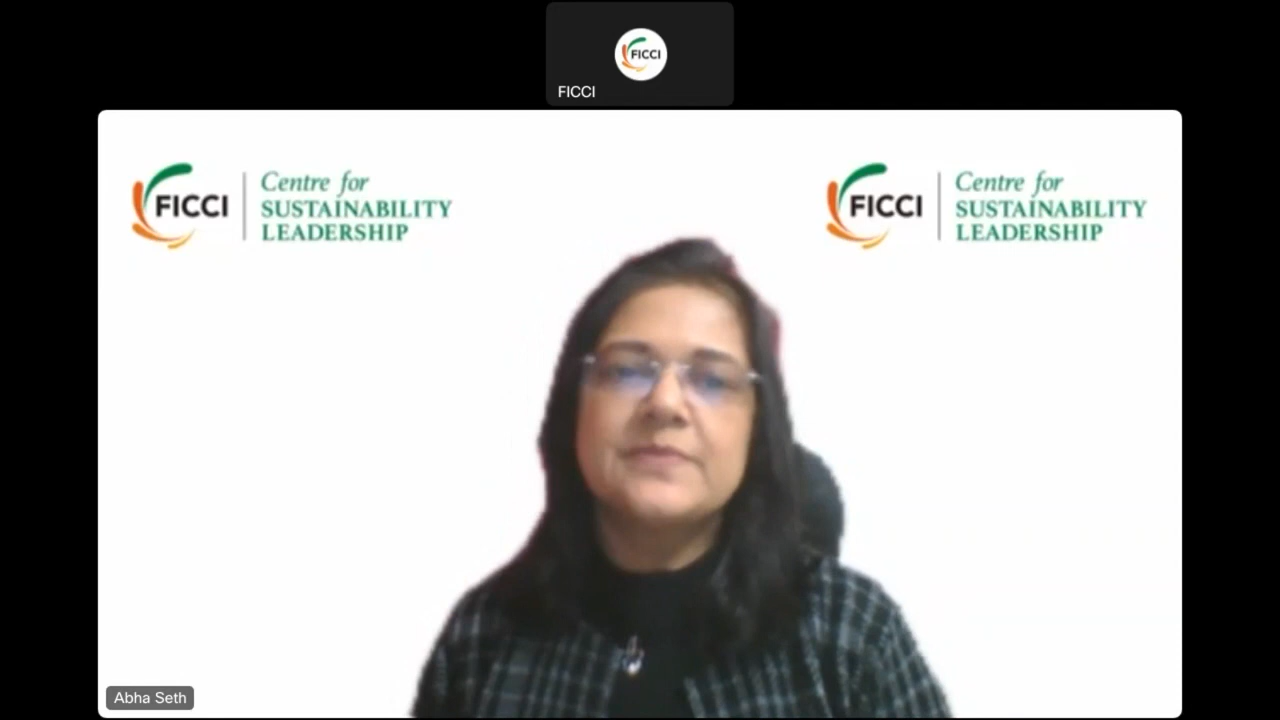 FICCI
FICCI
FICCI
Centre for
SUSTAINABILITY
LEADERSHIP
FICCI
Centre for
SUSTAINABILITY
LEADERSHIP
Abha Seth